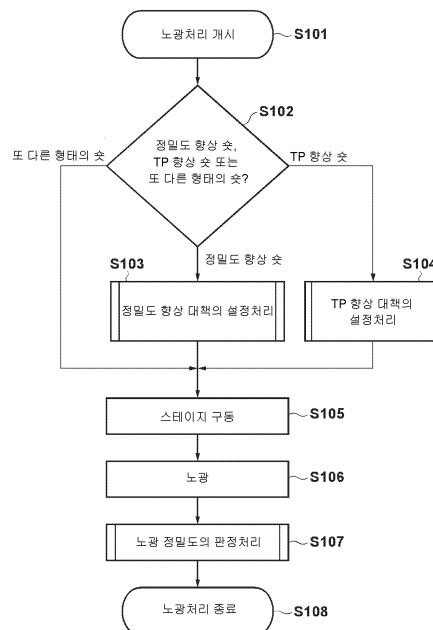 노광처리 개시
S101
S102
정밀도 향상 숏,
TP 향상 숏 또는
또 다른 형태의 숏?
또 다른 형태의 숏
TP 향상 숏
정밀도 향상 숏
S103
정밀도 향상 대책의 설정처리
S104
TP 향상 대책의
설정처리
스테이지 구동
S105
노광
S106
노광 정밀도의 판정처리
S107
노광처리 종료
S108